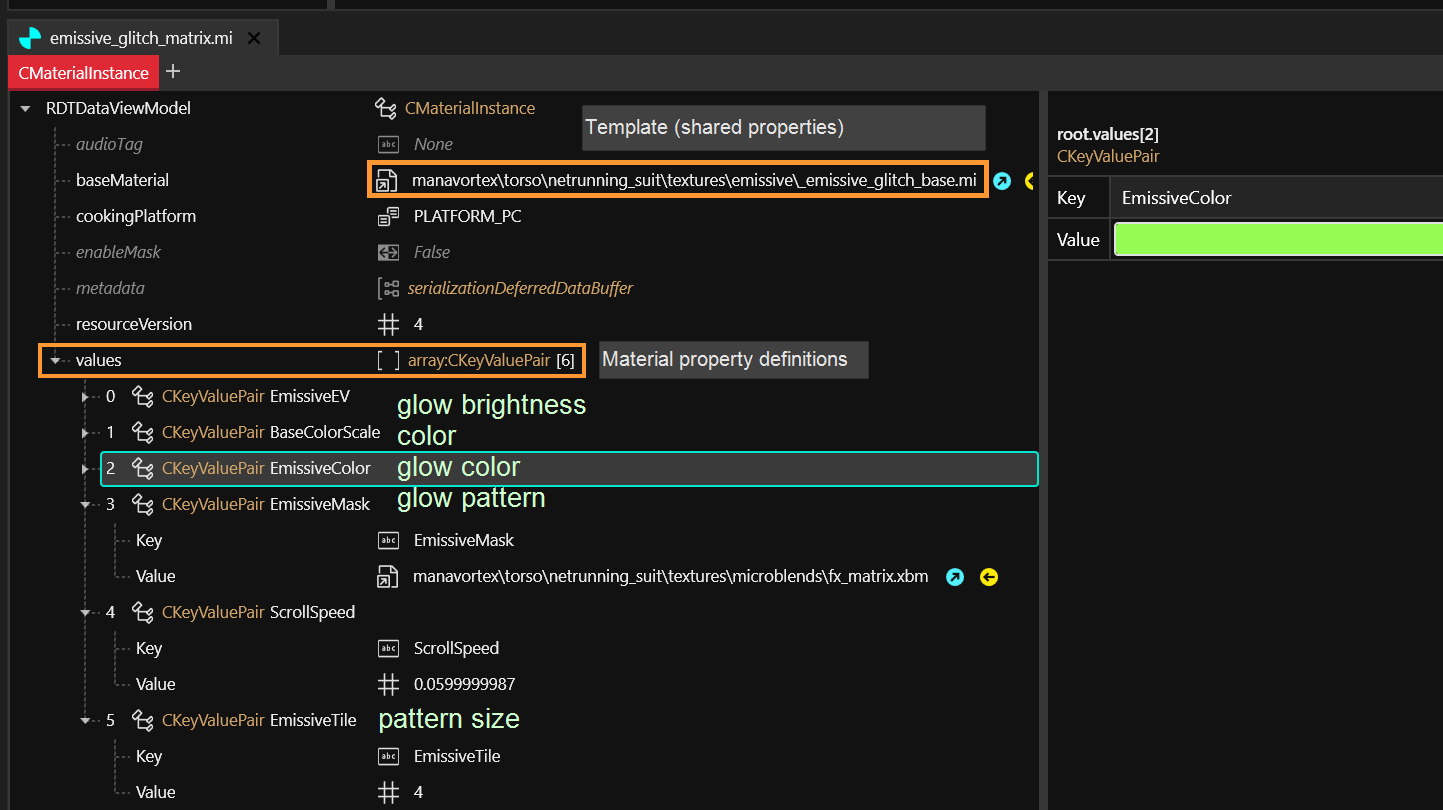 emissive_glitch_matrix.mi
CMaterialInstance
RDTDataViewModel CMaterialInstance
Template (shared properties)
audioTag None
baseMaterial manavortex\torso\netrunning_suit\textures\emissive\_emissive_glitch_base.mi
cookingPlatform PLATFORM_PC
enableMask False
metadata serializationDeferredDataBuffer
resourceVersion 4
values [ ] array:CKeyValuePair [6] Material property definitions
0 CKeyValuePair EmissiveEV glow brightness
1 CKeyValuePair BaseColorScale color
2 CKeyValuePair EmissiveColor glow color
3 CKeyValuePair EmissiveMask glow pattern
Key abc EmissiveMask
Value manavortex\torso\netrunning_suit\textures\microblends\fx_matrix.xbm
4 CKeyValuePair ScrollSpeed
Key abc ScrollSpeed
Value 0.0599999987
5 CKeyValuePair EmissiveTile pattern size
Key abc EmissiveTile
Value 4
root.values[2]
CKeyValuePair
Key EmissiveColor
Value